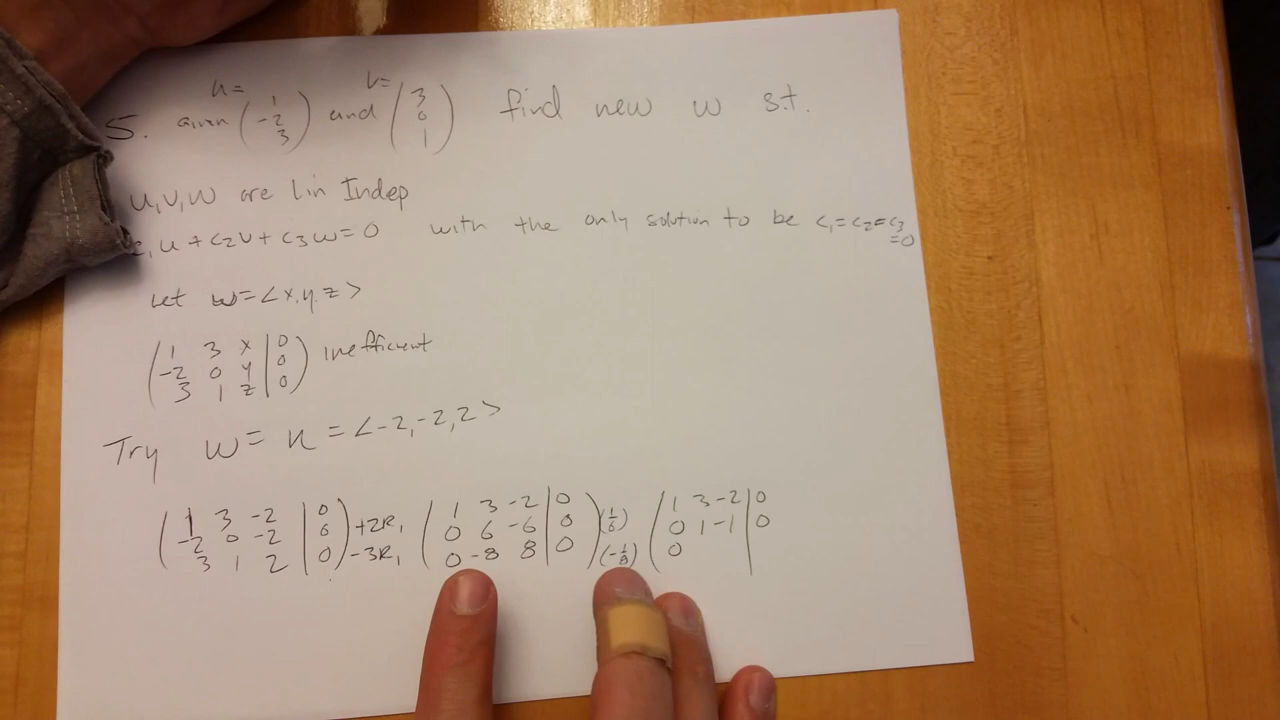 u= v=
5. given (1 -2 3) and (3 0 1) find new w s.t.
u,v,w are lin Indep
c₁u + c₂v + c₃w = 0 with the only solution to be c₁=c₂=c₃
=0
Let w=<x,y,z>
(1 3 x | 0
-2 0 y | 0
3 1 z | 0) inefficient
Try w = u = <-2,-2,2>
(1 3 -2 | 0 (1 3 -2 | 0 (1 3 -2 | 0
-2 0 -2 | 0 +2R₁ 0 6 -6 | 0 (1/6) 0 1 -1 | 0
3 1 2 | 0) -3R₁ 0 -8 8 | 0) (-1/8) 0 |